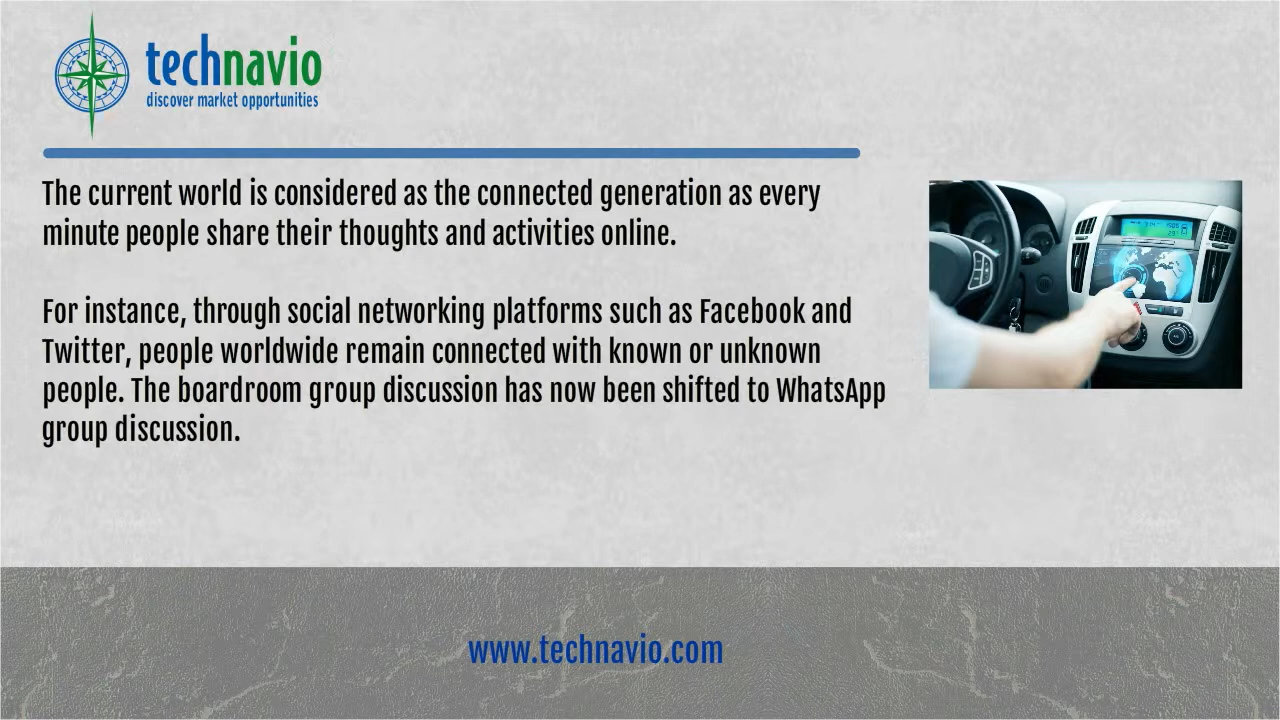 technavio
discover market opportunities
The current world is considered as the connected generation as every
minute people share their thoughts and activities online.
For instance, through social networking platforms such as Facebook and
Twitter, people worldwide remain connected with known or unknown
people. The boardroom group discussion has now been shifted to WhatsApp
group discussion.
www.technavio.com